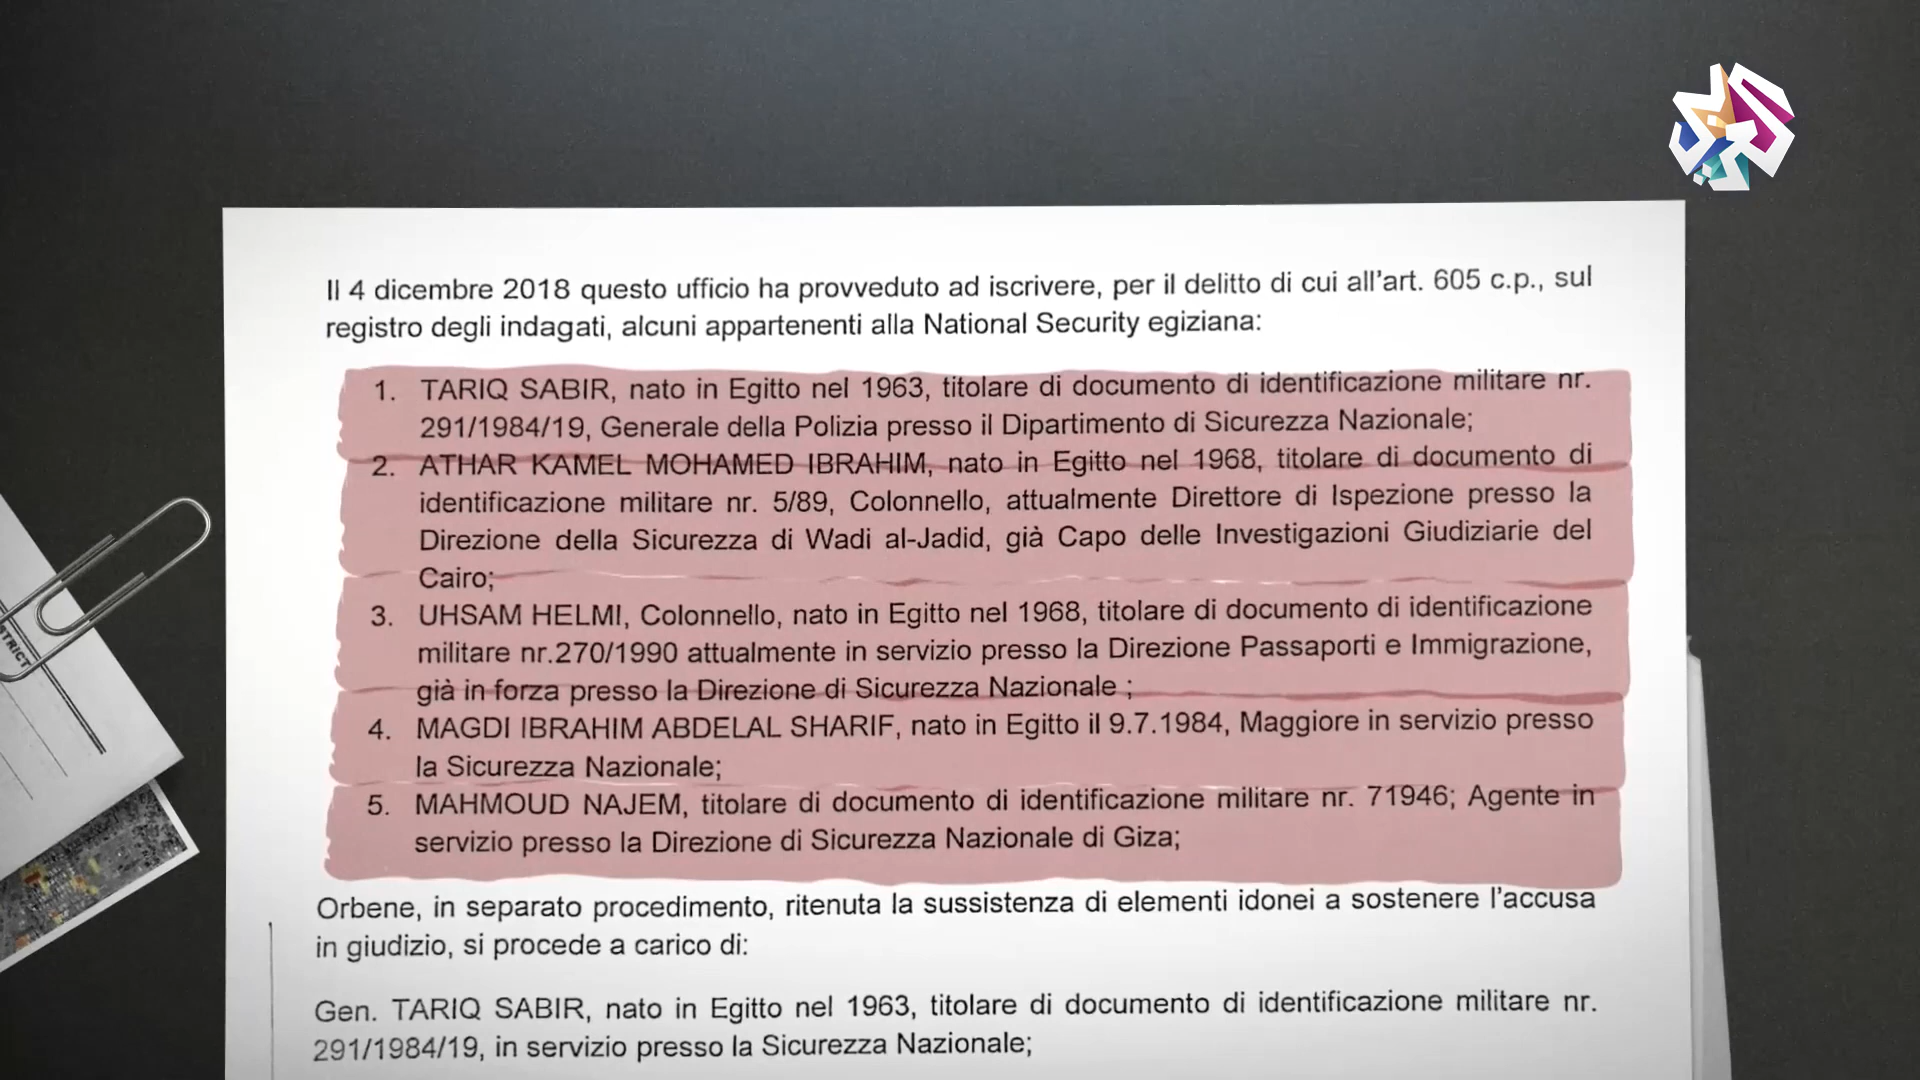 Il 4 dicembre 2018 questo ufficio ha provveduto ad iscrivere, per il delitto di cui all'art. 605 c.p., sul
registro degli indagati, alcuni appartenenti alla National Security egiziana:
1. TARIQ SABIR, nato in Egitto nel 1963, titolare di documento di identificazione militare nr.
291/1984/19, Generale della Polizia presso il Dipartimento di Sicurezza Nazionale;
2. ATHAR KAMEL MOHAMED IBRAHIM, nato in Egitto nel 1968, titolare di documento di
identificazione militare nr. 5/89, Colonnello, attualmente Direttore di Ispezione presso la
Direzione della Sicurezza di Wadi al-Jadid, già Capo delle Investigazioni Giudiziarie del
Cairo;
3. UHSAM HELMI, Colonnello, nato in Egitto nel 1968, titolare di documento di identificazione
militare nr.270/1990 attualmente in servizio presso la Direzione Passaporti e Immigrazione,
già in forza presso la Direzione di Sicurezza Nazionale ;
4. MAGDI IBRAHIM ABDELAL SHARIF, nato in Egitto il 9.7.1984, Maggiore in servizio presso
la Sicurezza Nazionale;
5. MAHMOUD NAJEM, titolare di documento di identificazione militare nr. 71946; Agente in
servizio presso la Direzione di Sicurezza Nazionale di Giza;
Orbene, in separato procedimento, ritenuta la sussistenza di elementi idonei a sostenere l'accusa
in giudizio, si procede a carico di:
Gen. TARIQ SABIR, nato in Egitto nel 1963, titolare di documento di identificazione militare nr.
291/1984/19, in servizio presso la Sicurezza Nazionale;